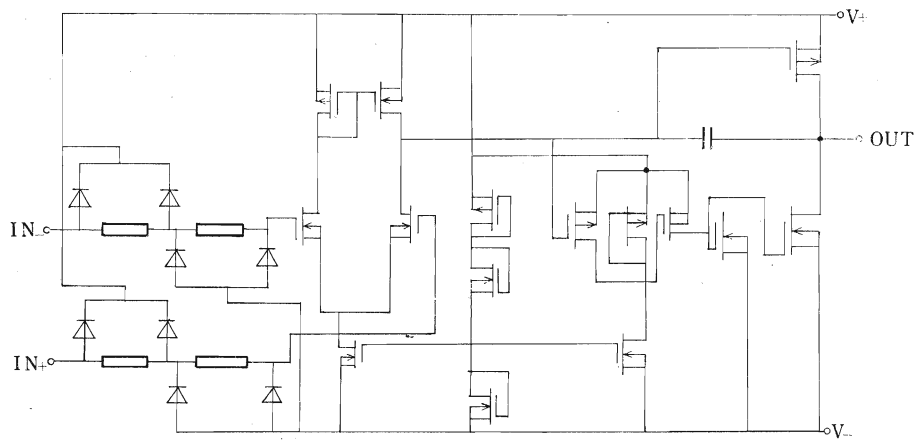 V+
OUT
IN-
IN+
V-